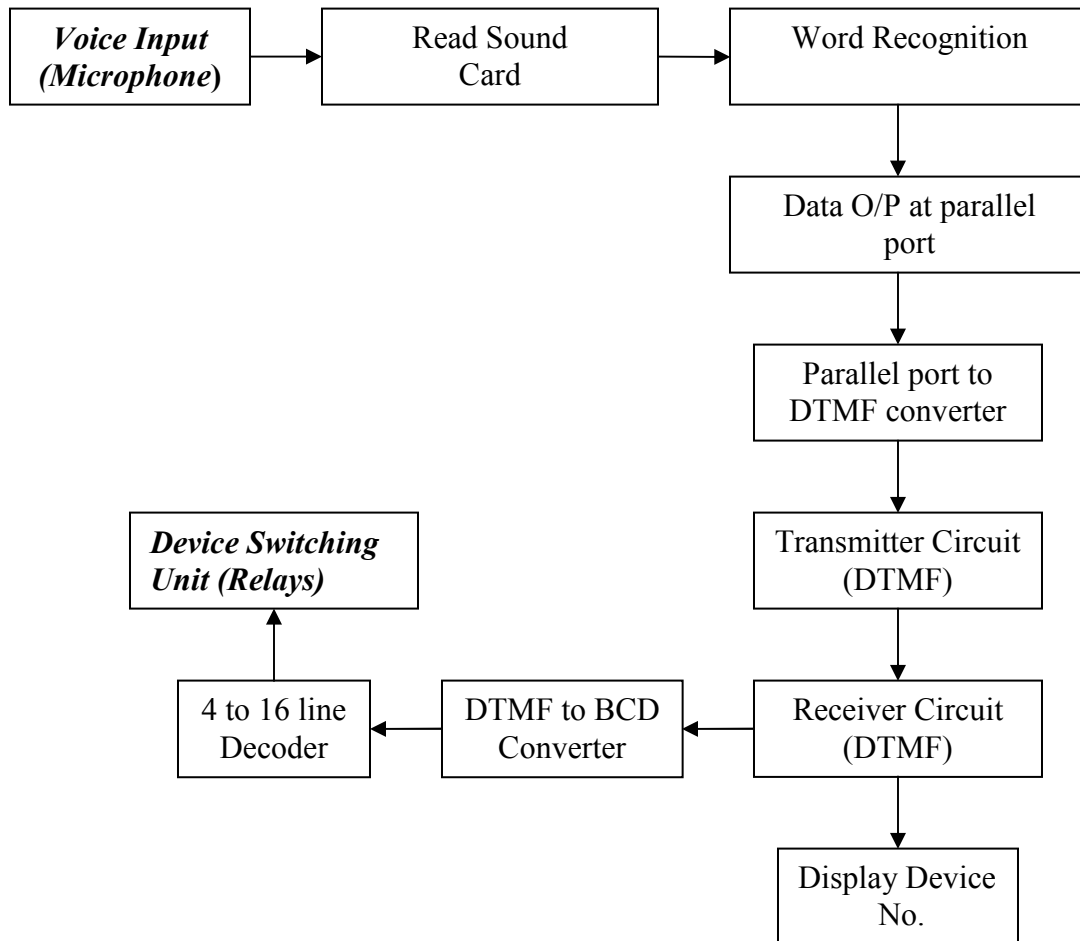 Voice Input
(Microphone)
Read Sound
Card
Word Recognition
Data O/P at parallel
port
Parallel port to
DTMF converter
Transmitter Circuit
(DTMF)
Device Switching
Unit (Relays)
4 to 16 line
Decoder
DTMF to BCD
Converter
Receiver Circuit
(DTMF)
Display Device
No.